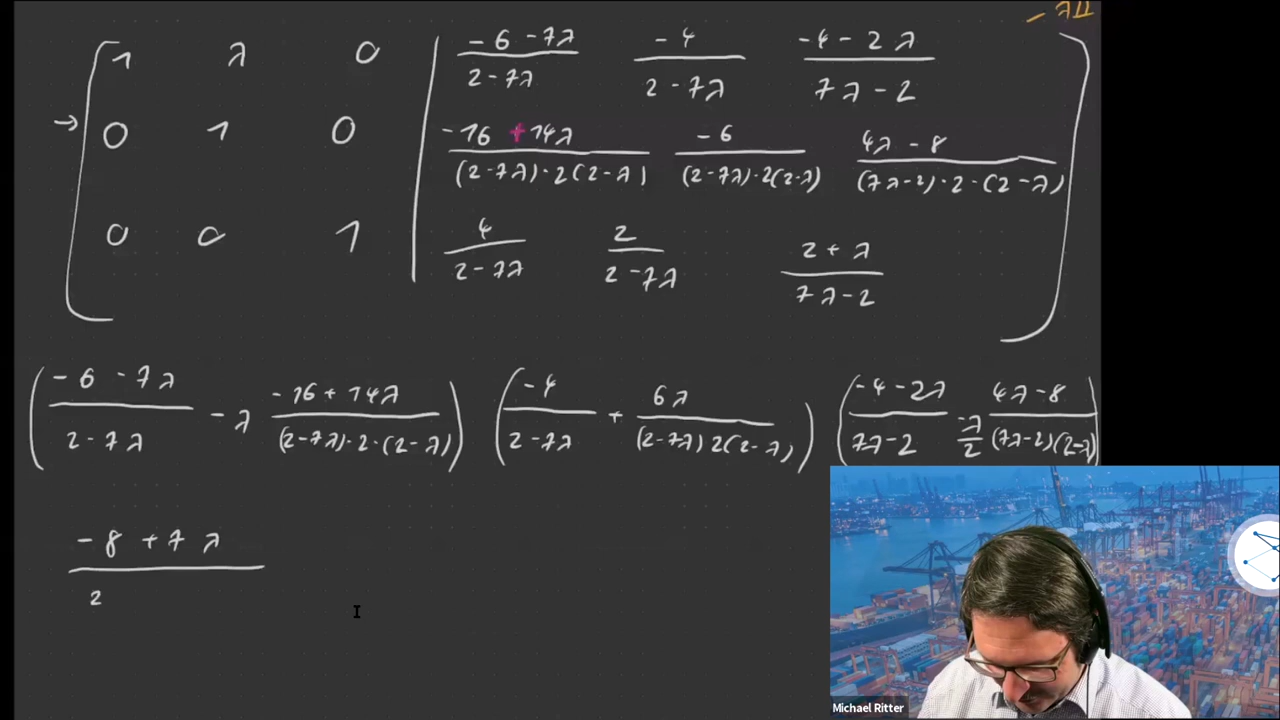 - λII
1 λ 0 | (-6 -7λ)/(2-7λ) -4/(2-7λ) (-4-2λ)/(7λ-2)
→ 0 1 0 | (-16 + 14λ)/((2-7λ)·2(2-λ)) -6/((2-7λ)·2(2-λ)) (4λ-8)/((7λ-2)·2·(2-λ))
0 0 1 | 4/(2-7λ) 2/(2-7λ) (2+λ)/(7λ-2)
((-6 -7λ)/(2-7λ) - λ (-16+14λ)/((2-7λ)·2·(2-λ))) (-4/(2-7λ) + 6λ/((2-7λ)2(2-λ))) ((-4-2λ)/(7λ-2) - λ/2 (4λ-8)/((7λ-2)(2-λ)))
-8 +7 λ
2
Michael Ritter